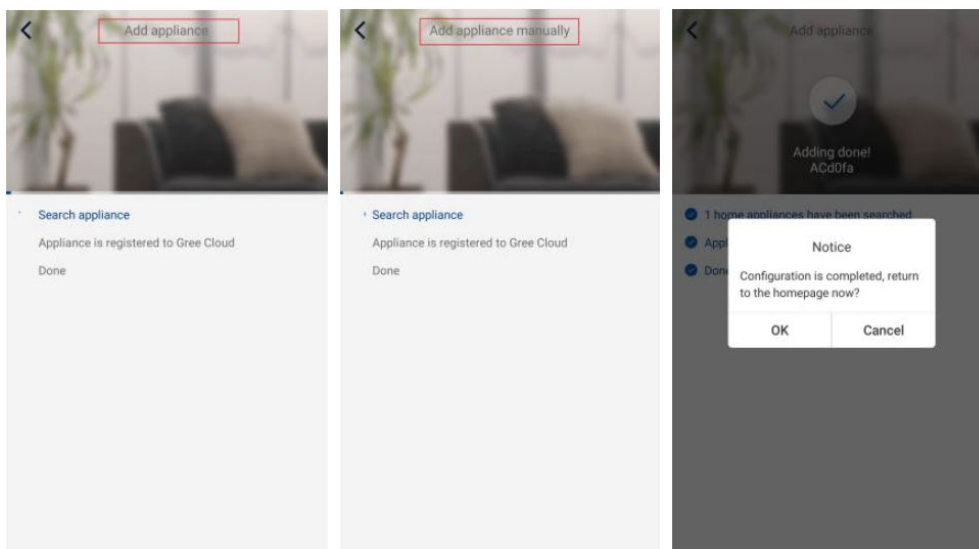 Add appliance
Search appliance
Appliance is registered to Gree Cloud
Done
Add appliance manually
Search appliance
Appliance is registered to Gree Cloud
Done
Add appliance
Adding done!
ACd0fa
1 home appliances have been searched
Appl
Done
Notice
Configuration is completed, return
to the homepage now?
OK
Cancel